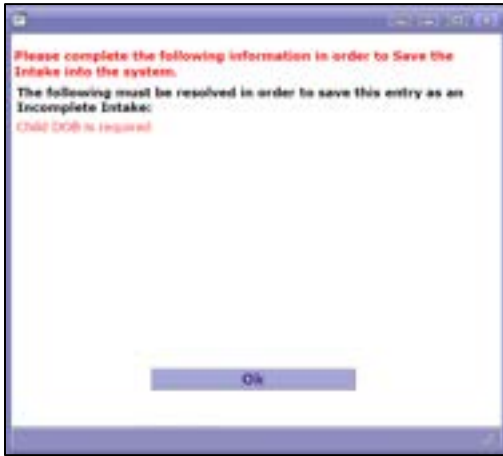 Please complete the following information in order to Save the
Intake into the system.
The following must be resolved in order to save this entry as an
Incomplete Intake:
Child DOB is required
Ok